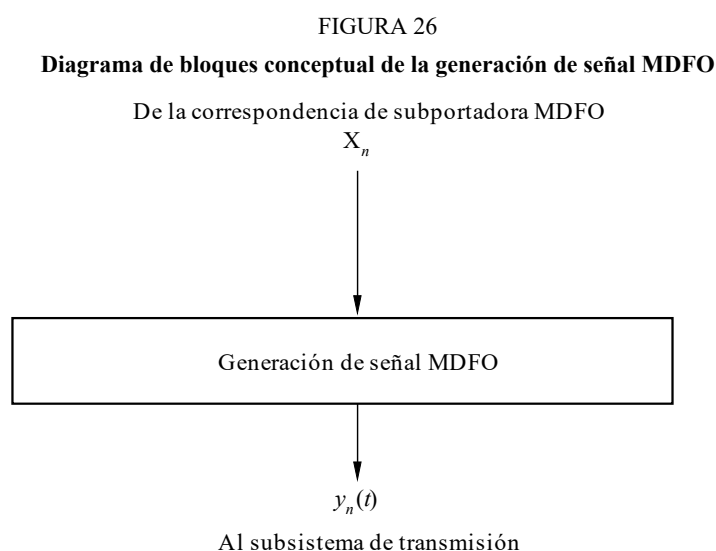 FIGURA 26
Diagrama de bloques conceptual de la generación de señal MDFO
De la correspondencia de subportadora MDFO
Xn
Generación de señal MDFO
yn(t)
Al subsistema de transmisión